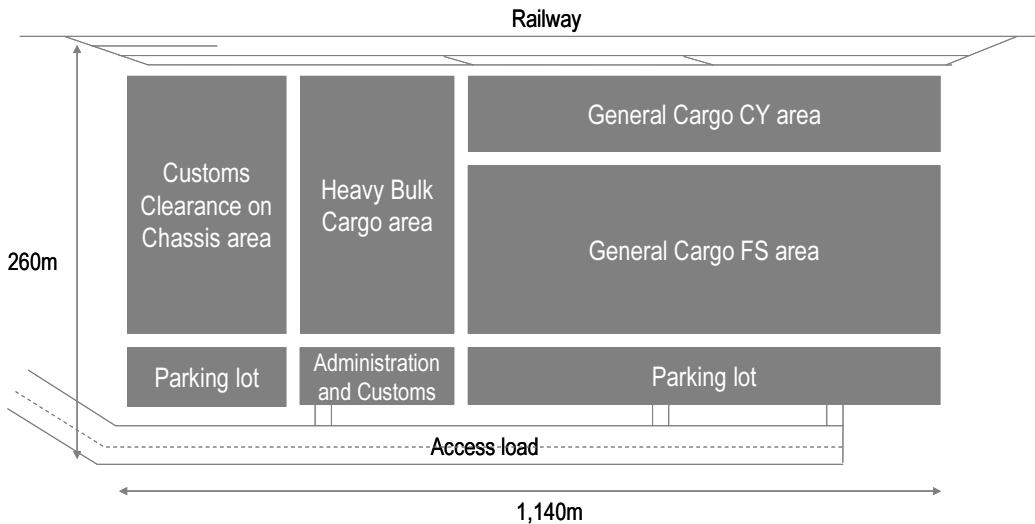 Railway
General Cargo CY area
Customs
Clearance on
Chassis area
Heavy Bulk
Cargo area
General Cargo FS area
260m
Parking lot
Administration
and Customs
Parking lot
Access load
1,140m